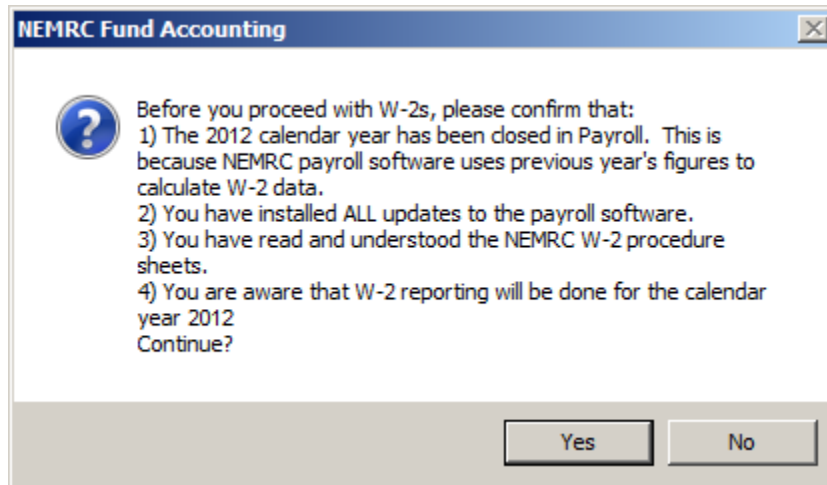 NEMRC Fund Accounting
Before you proceed with W-2s, please confirm that:
1) The 2012 calendar year has been closed in Payroll.  This is
because NEMRC payroll software uses previous year's figures to
calculate W-2 data.
2) You have installed ALL updates to the payroll software.
3) You have read and understood the NEMRC W-2 procedure
sheets.
4) You are aware that W-2 reporting will be done for the calendar
year 2012
Continue?
Yes
No